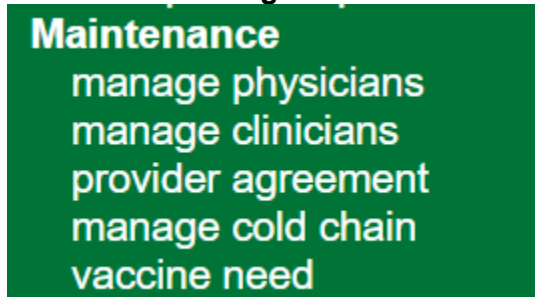 Maintenance
manage physicians
manage clinicians
provider agreement
manage cold chain
vaccine need